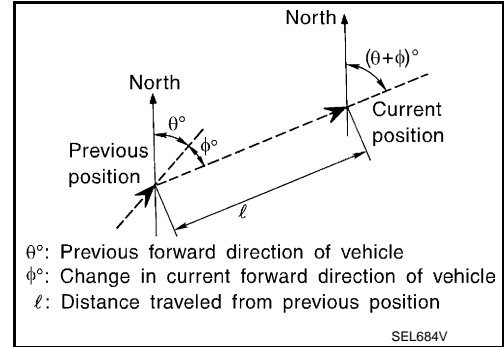 North
(θ+φ)°
North
θ°
φ°
Current
position
Previous
position
ℓ
θ°: Previous forward direction of vehicle
φ°: Change in current forward direction of vehicle
ℓ: Distance traveled from previous position
SEL684V